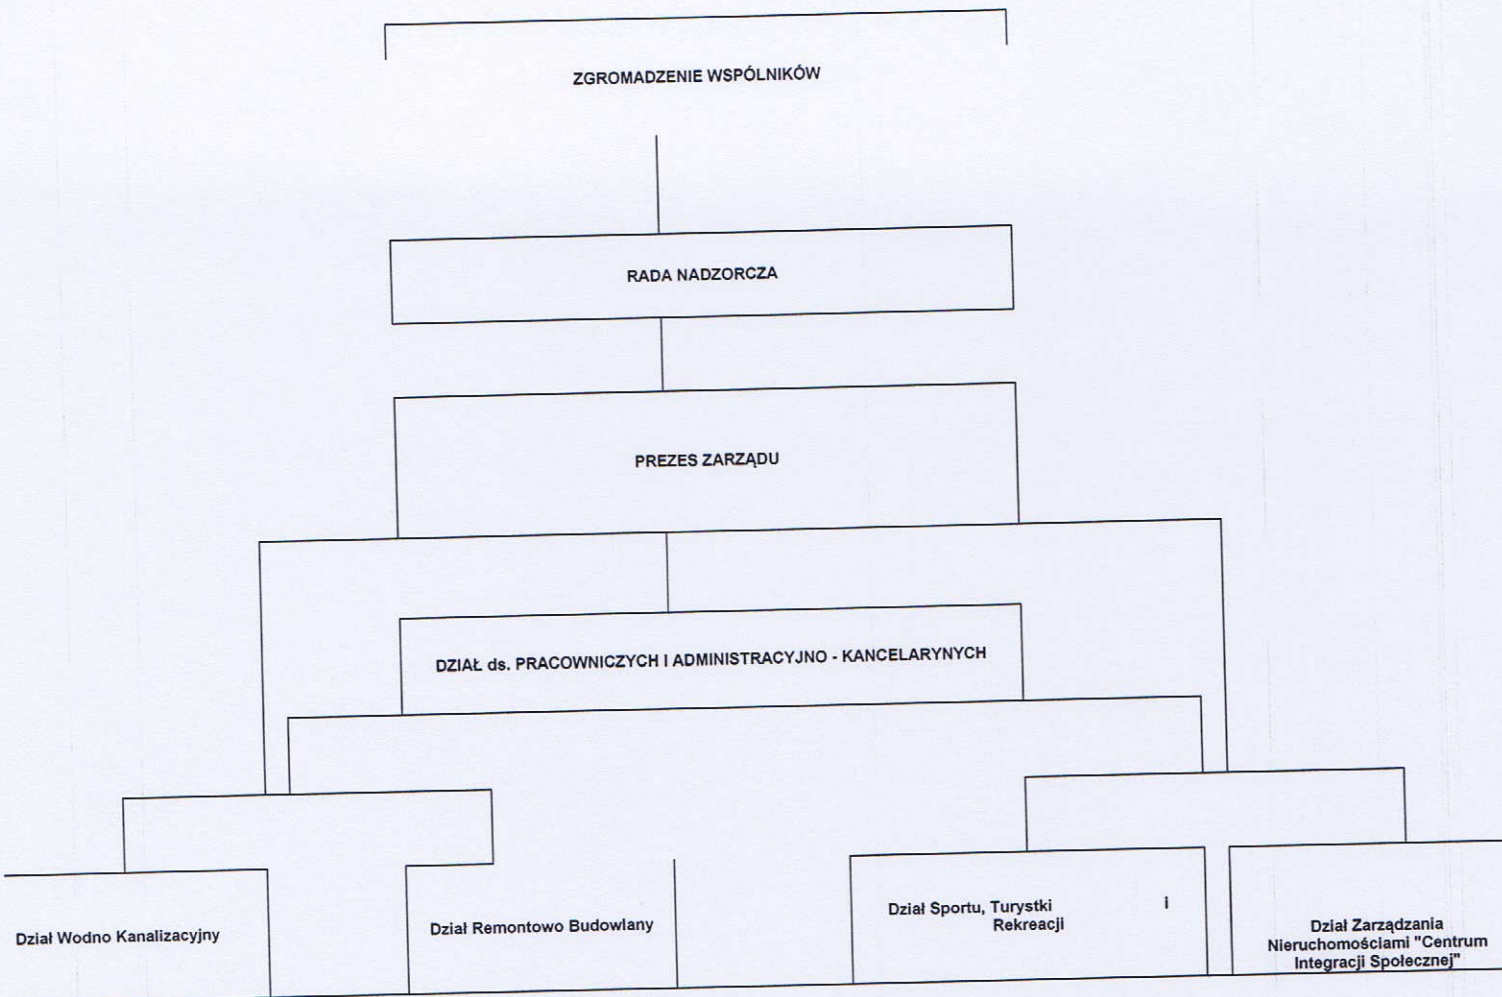 ZGROMADZENIE WSPÓLNIKÓW
RADA NADZORCZA
PREZES ZARZĄDU
DZIAŁ ds. PRACOWNICZYCH I ADMINISTRACYJNO - KANCELARYNYCH
Dział Wodno Kanalizacyjny
Dział Remontowo Budowlany
Dział Sportu, Turystki i
Rekreacji
Dział Zarządzania
Nieruchomościami "Centrum
Integracji Społecznej"